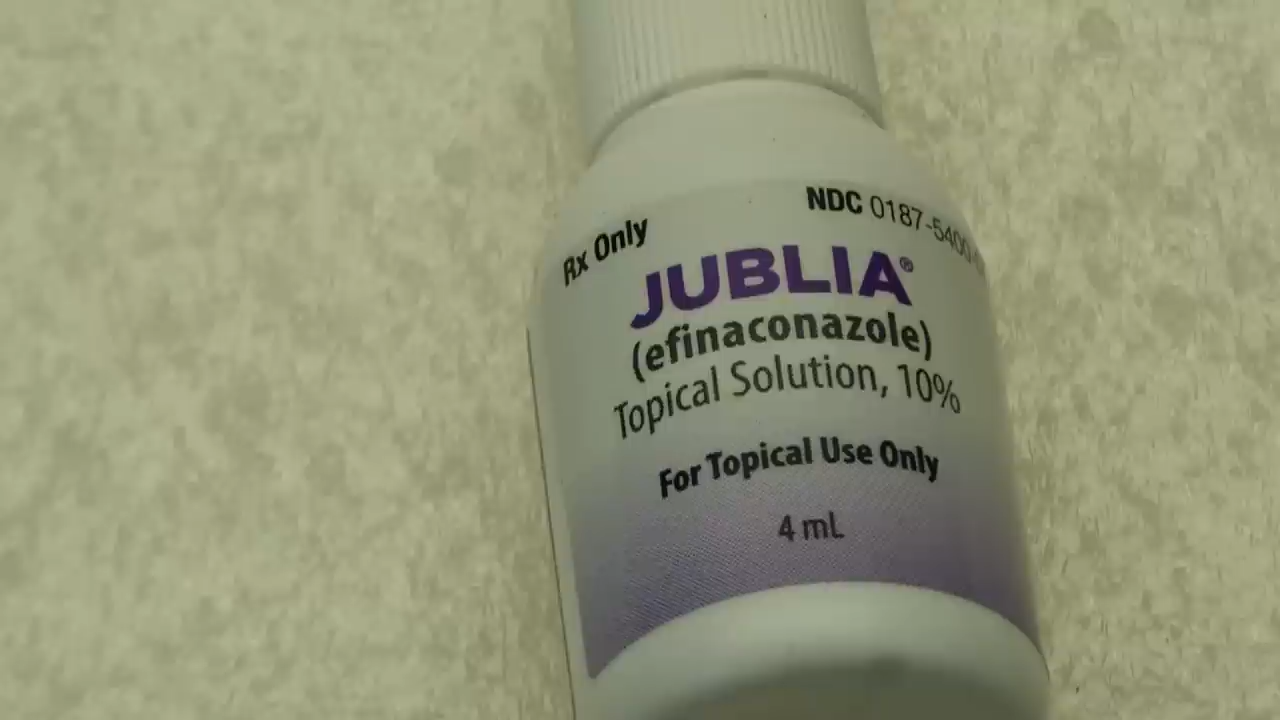 Rx Only
NDC 0187-5400-
JUBLIA®
(efinaconazole)
Topical Solution, 10%
For Topical Use Only
4 mL